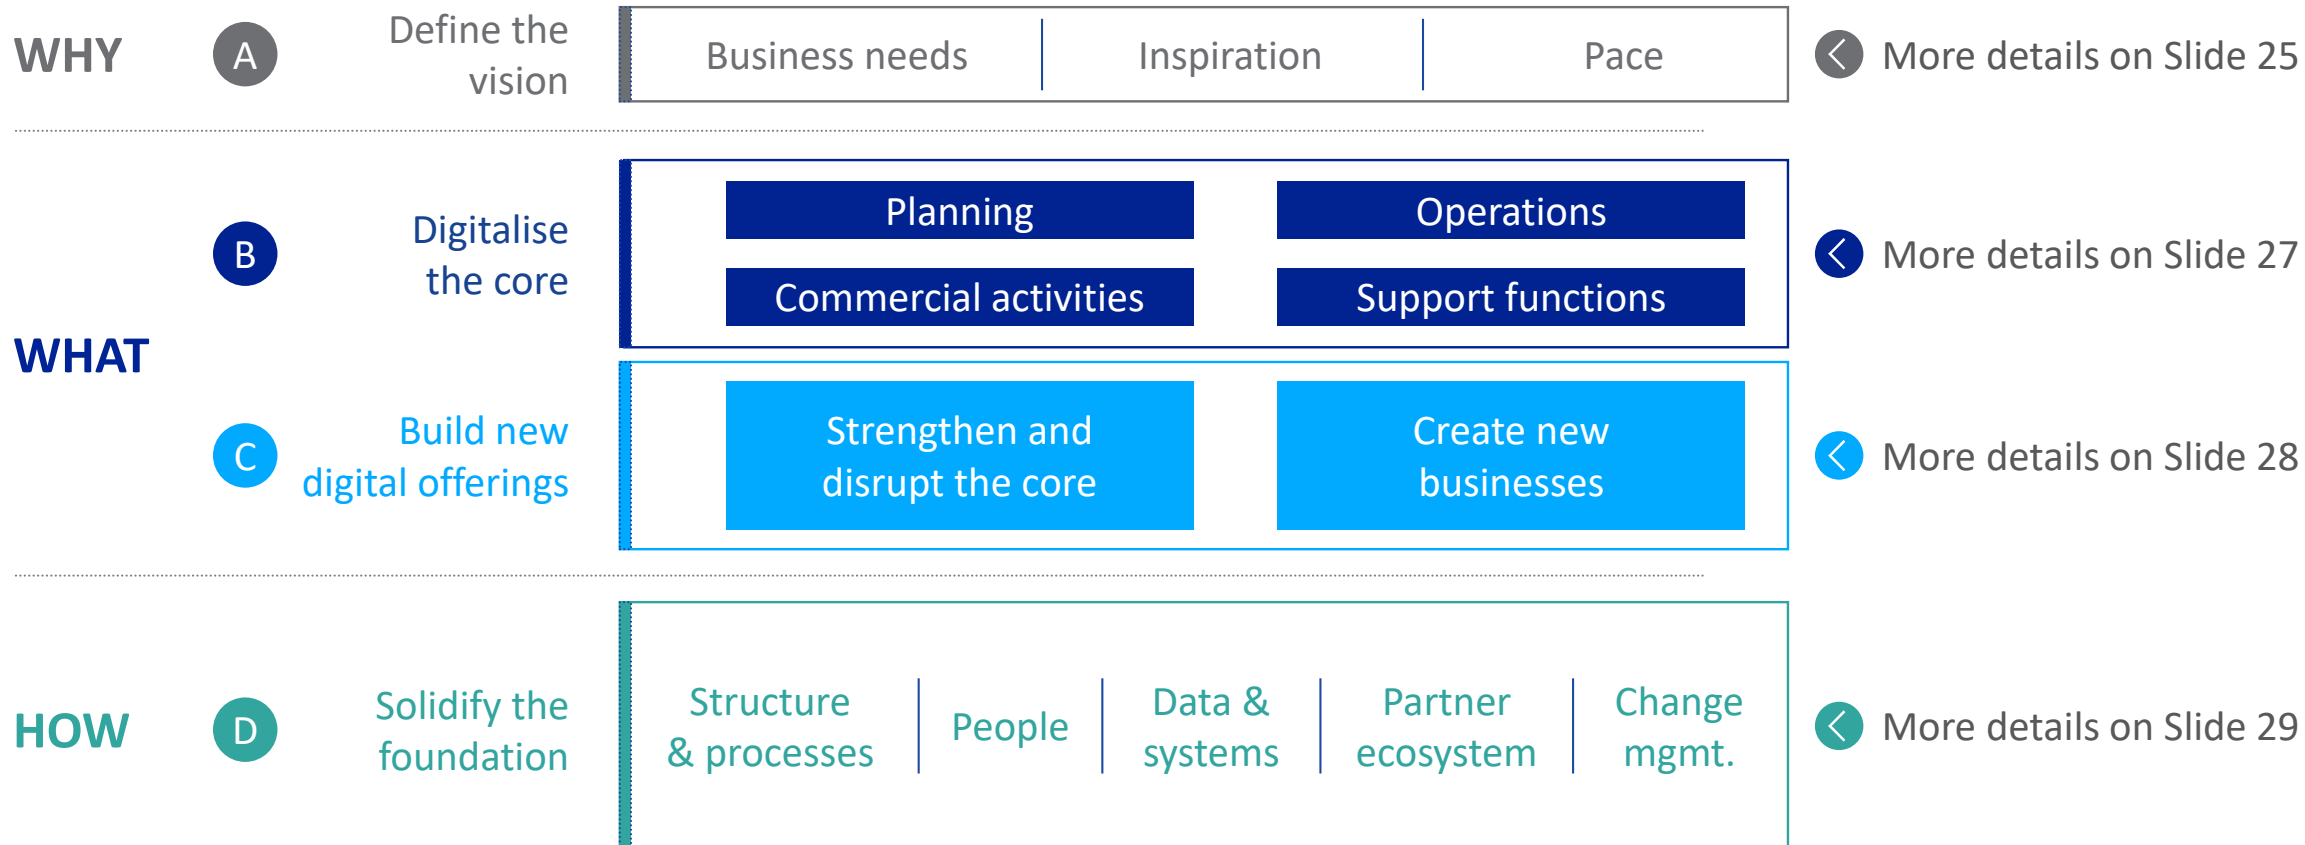 WHY
A
Define the
vision
Business needs
Inspiration
Pace
More details on Slide 25
WHAT
B
Digitalise
the core
Planning
Operations
Commercial activities
Support functions
More details on Slide 27
C
Build new
digital offerings
Strengthen and
disrupt the core
Create new
businesses
More details on Slide 28
HOW
D
Solidify the
foundation
Structure
& processes
People
Data &
systems
Partner
ecosystem
Change
mgmt.
More details on Slide 29